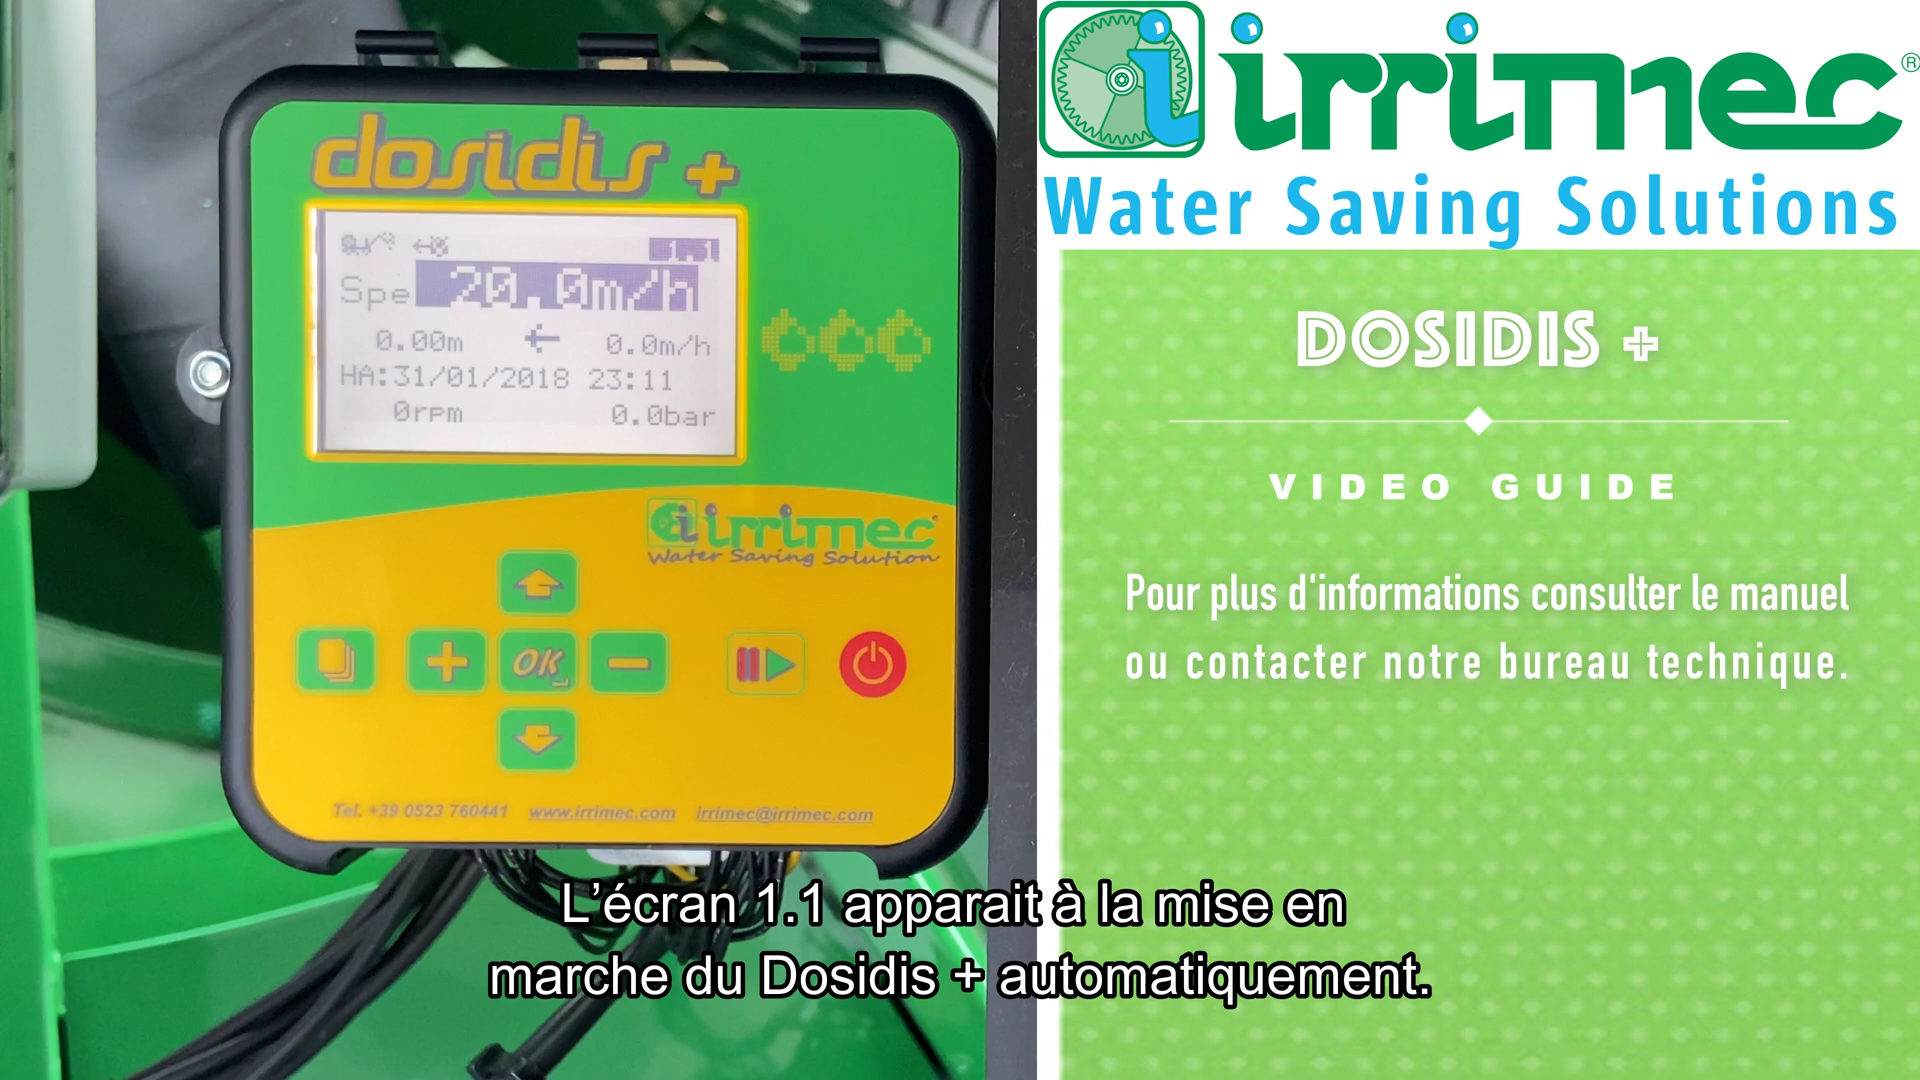 dosidis +
1.1
Spe 20.0m/h
0.00m 0.0m/h
HA:31/01/2018 23:11
0rpm 0.0bar
irrimec
Water Saving Solution
OK
Tel. +39 0523 760441 www.irrimec.com irrimec@irrimec.com
irrimec®
Water Saving Solutions
DOSIDIS +
VIDEO GUIDE
Pour plus d'informations consulter le manuel
ou contacter notre bureau technique.
L’écran 1.1 apparait à la mise en
marche du Dosidis + automatiquement.